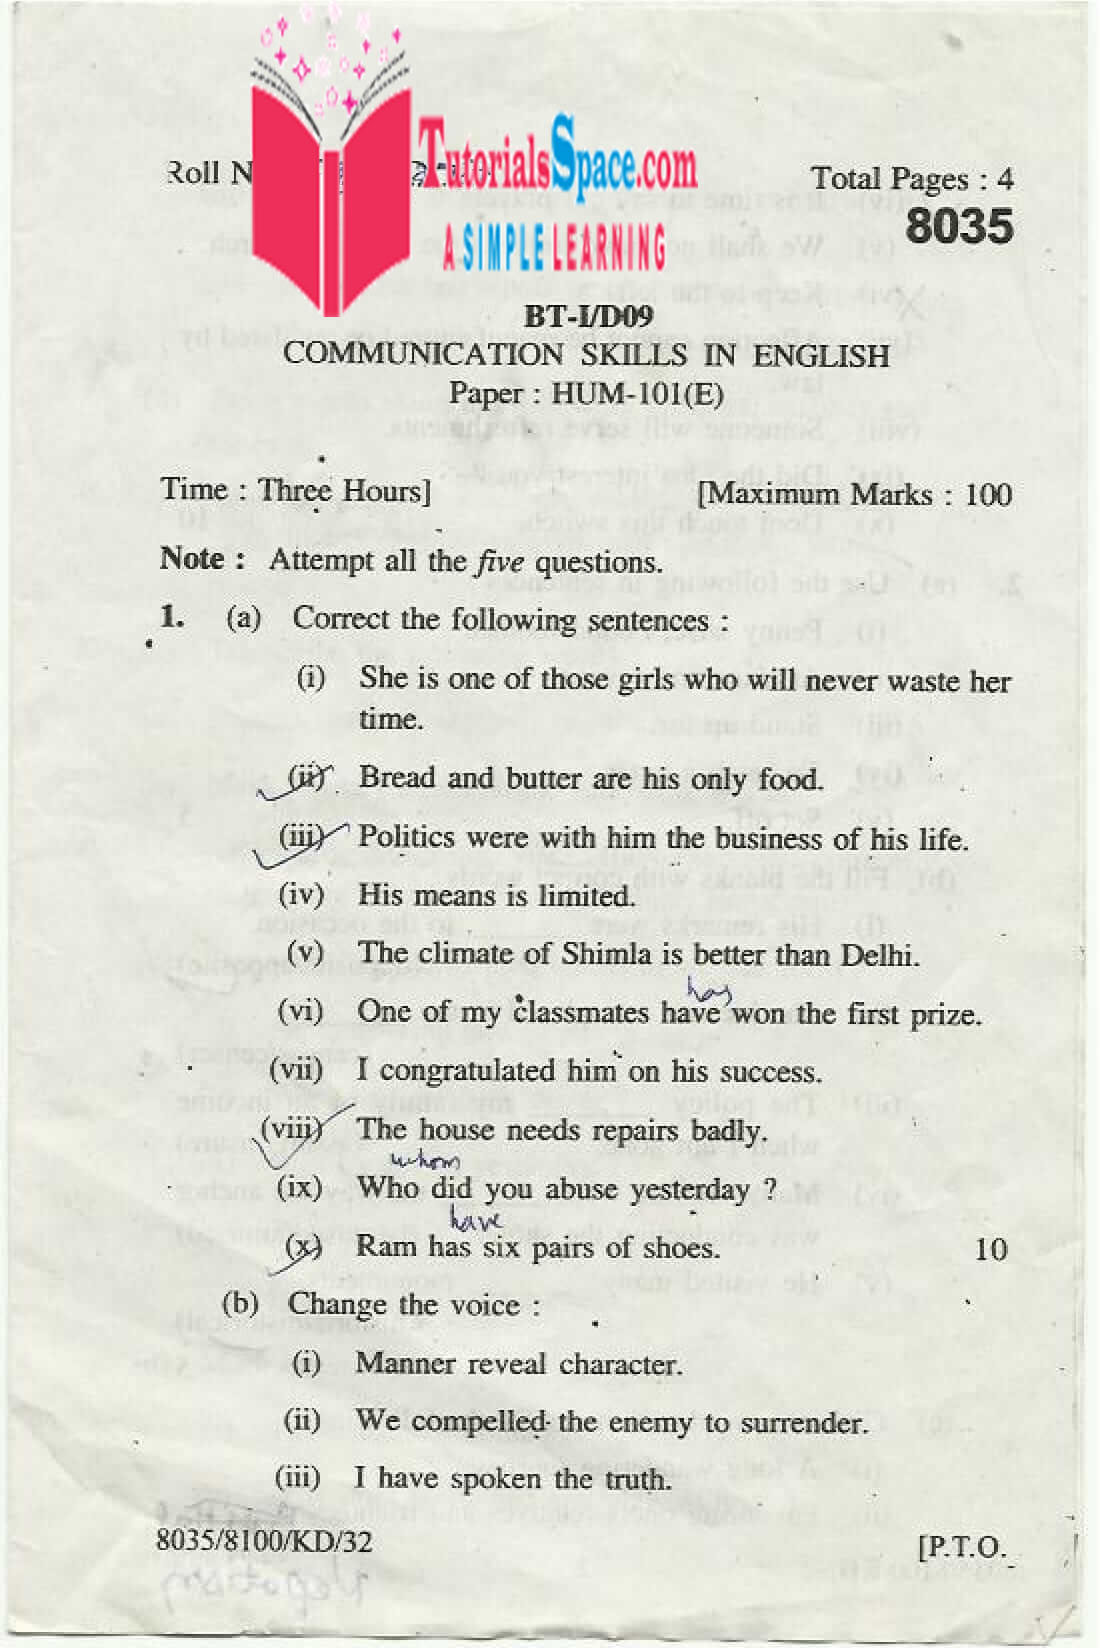 Roll N
TutorialsSpace.com
A SIMPLE LEARNING
Total Pages : 4
8035
BT-I/D09
COMMUNICATION SKILLS IN ENGLISH
Paper : HUM-101(E)
Time : Three Hours]
[Maximum Marks : 100
Note : Attempt all the five questions.
1. (a) Correct the following sentences :
(i) She is one of those girls who will never waste her
time.
(ii) Bread and butter are his only food.
(iii) Politics were with him the business of his life.
(iv) His means is limited.
(v) The climate of Shimla is better than Delhi.
has
(vi) One of my classmates have won the first prize.
(vii) I congratulated him on his success.
(viii) The house needs repairs badly.
whom
(ix) Who did you abuse yesterday ?
have
(x) Ram has six pairs of shoes. 10
(b) Change the voice :
(i) Manner reveal character.
(ii) We compelled the enemy to surrender.
(iii) I have spoken the truth.
8035/8100/KD/32
[P.T.O.